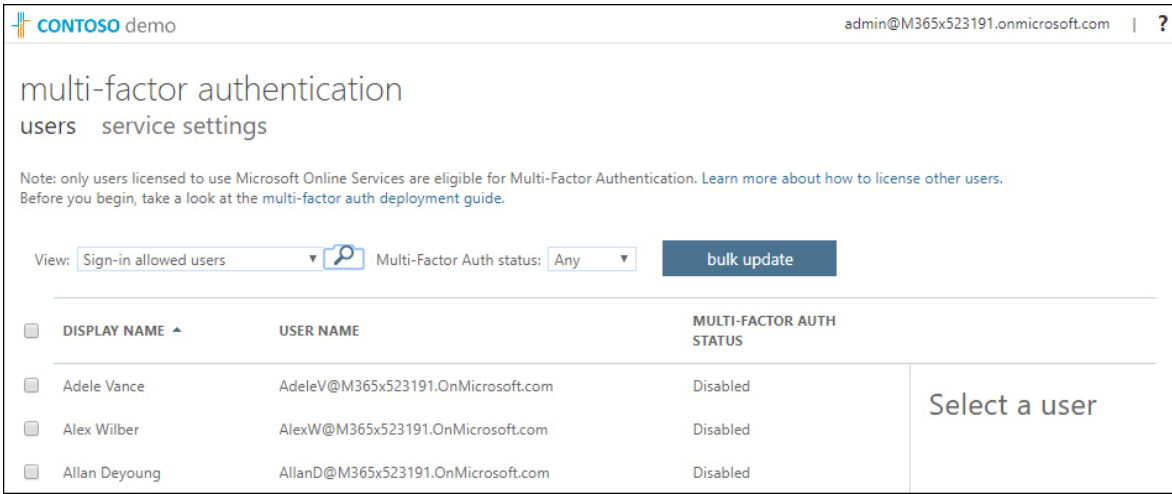 CONTOSO demo
admin@M365x523191.onmicrosoft.com | ?
multi-factor authentication
users service settings
Note: only users licensed to use Microsoft Online Services are eligible for Multi-Factor Authentication. Learn more about how to license other users.
Before you begin, take a look at the multi-factor auth deployment guide.
View: Sign-in allowed users Multi-Factor Auth status: Any bulk update
DISPLAY NAME USER NAME MULTI-FACTOR AUTH
STATUS
Adele Vance AdeleV@M365x523191.OnMicrosoft.com Disabled
Select a user
Alex Wilber AlexW@M365x523191.OnMicrosoft.com Disabled
Allan Deyoung AllanD@M365x523191.OnMicrosoft.com Disabled